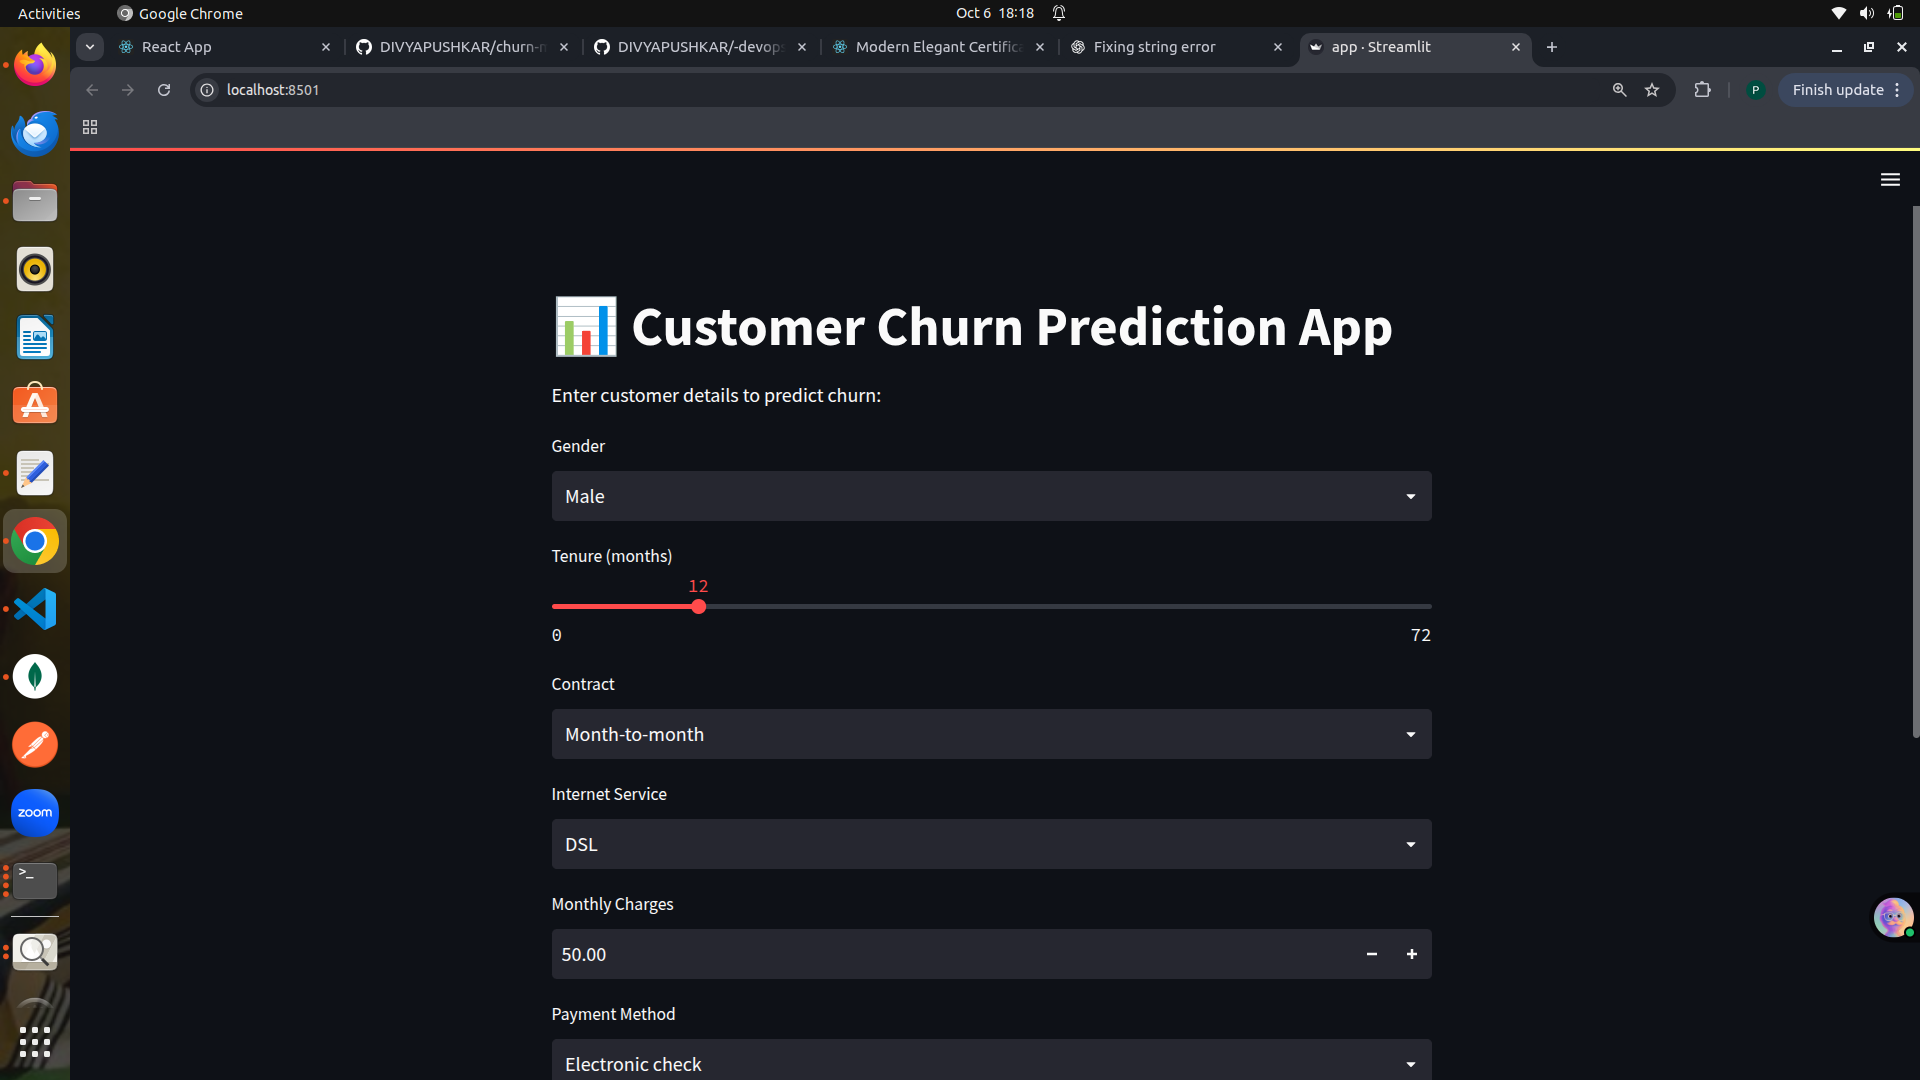 Activities
Google Chrome
Oct 6 18:18
React App
DIVYAPUSHKAR/churn-m
DIVYAPUSHKAR/-devops
Modern Elegant Certifica
Fixing string error
app · Streamlit
localhost:8501
P
Finish update
Customer Churn Prediction App
Enter customer details to predict churn:
Gender
Male
Tenure (months)
12
0
72
Contract
Month-to-month
Internet Service
DSL
Monthly Charges
50.00
Payment Method
Electronic check
zoom
>_